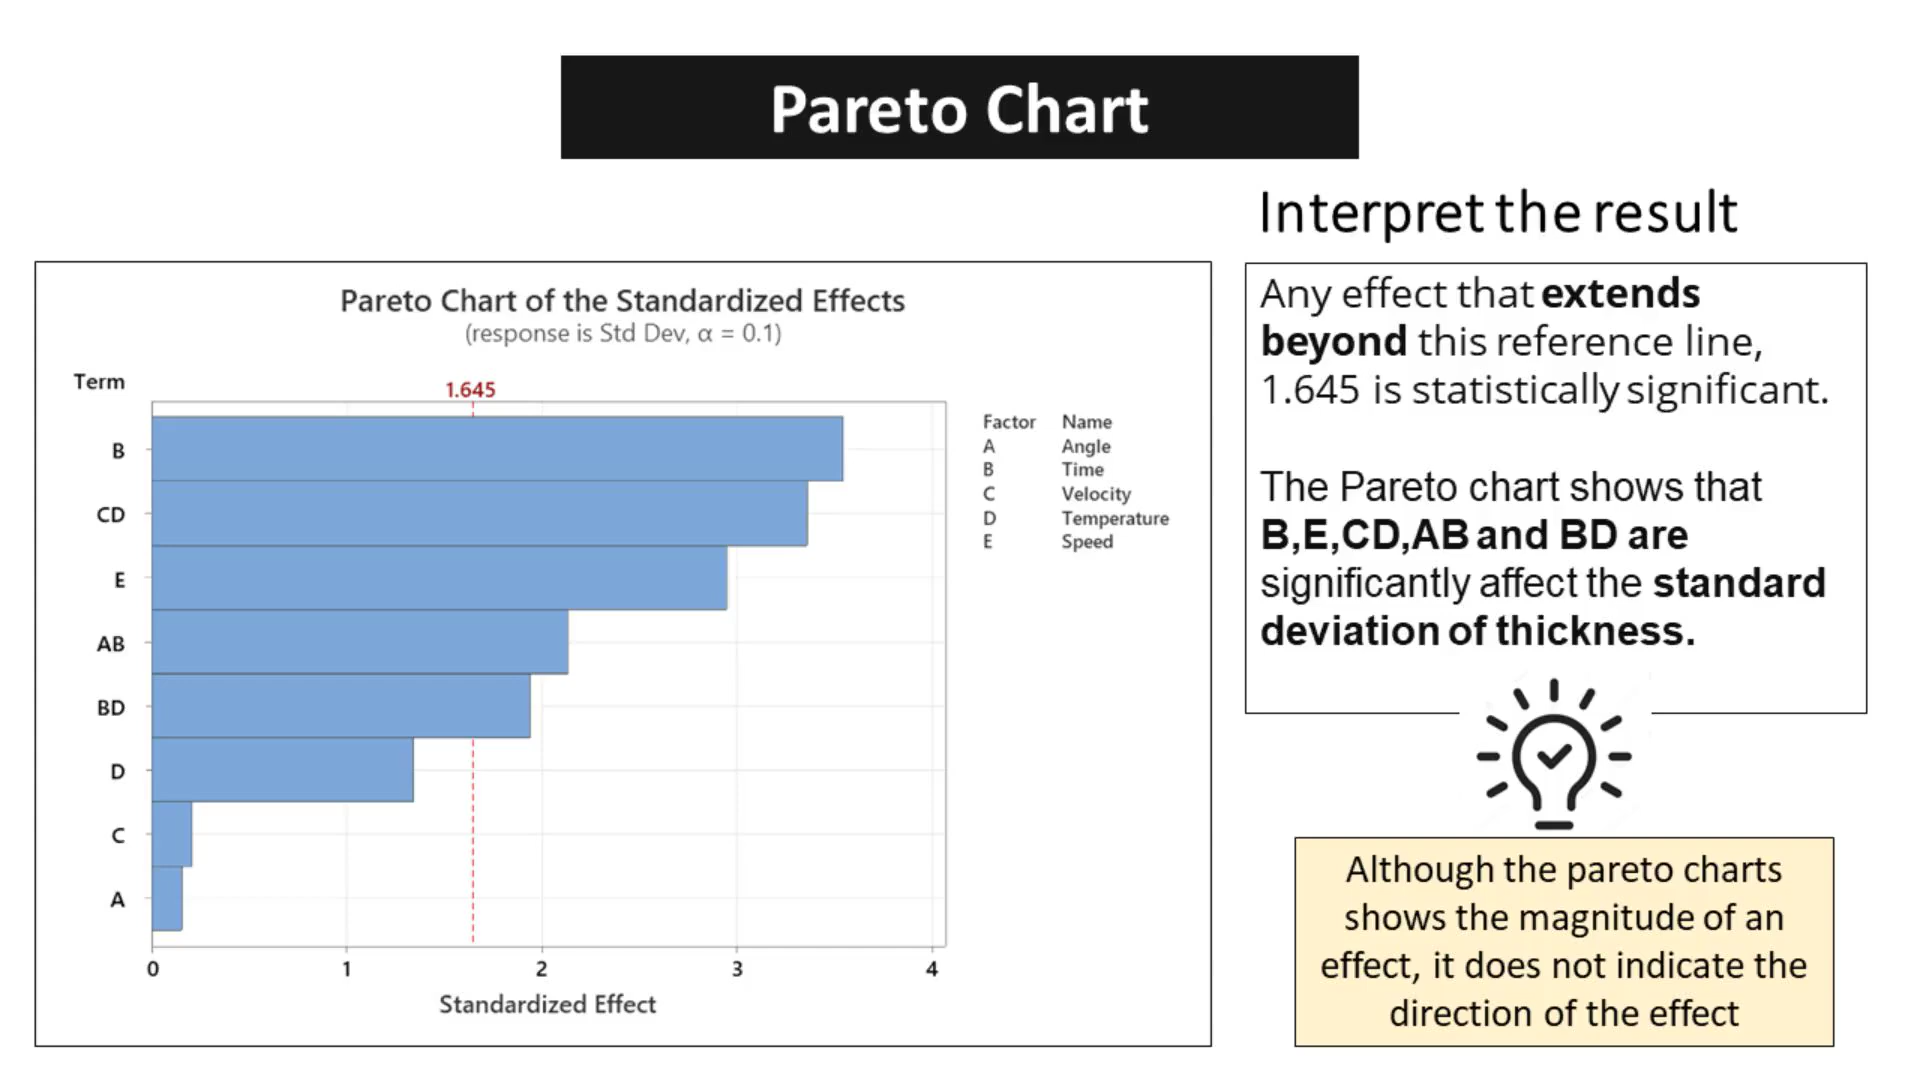 Pareto Chart
Interpret the result
Pareto Chart of the Standardized Effects
(response is Std Dev, α = 0.1)
Term
1.645
B
CD
E
AB
BD
D
C
A
0 1 2 3 4
Standardized Effect
Factor Name
A Angle
B Time
C Velocity
D Temperature
E Speed
Any effect that extends
beyond this reference line,
1.645 is statistically significant.
The Pareto chart shows that
B,E,CD,AB and BD are
significantly affect the standard
deviation of thickness.
Although the pareto charts
shows the magnitude of an
effect, it does not indicate the
direction of the effect